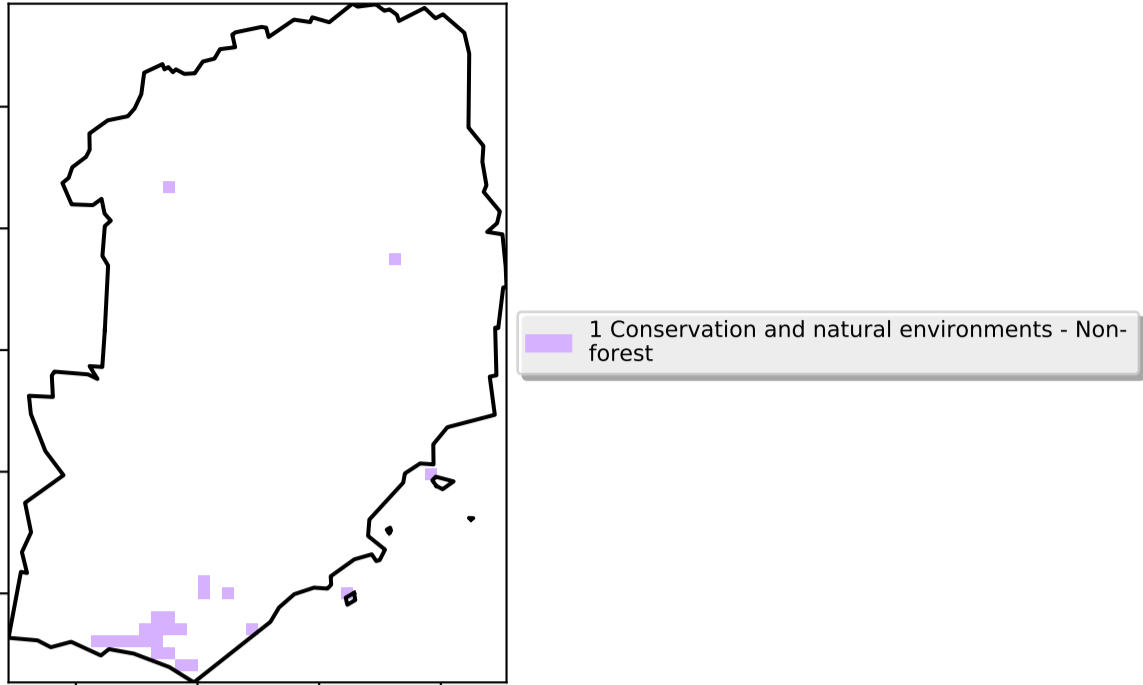 1 Conservation and natural environments - Non-
forest